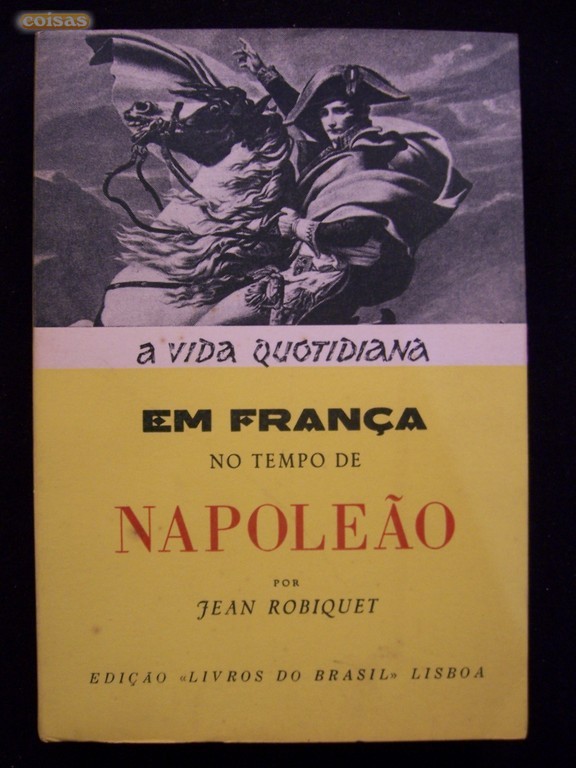 coisas
A VIDA QUOTIDIANA
EM FRANÇA
NO TEMPO DE
NAPOLEÃO
POR
JEAN ROBIQUET
EDIÇÃO «LIVROS DO BRASIL» LISBOA